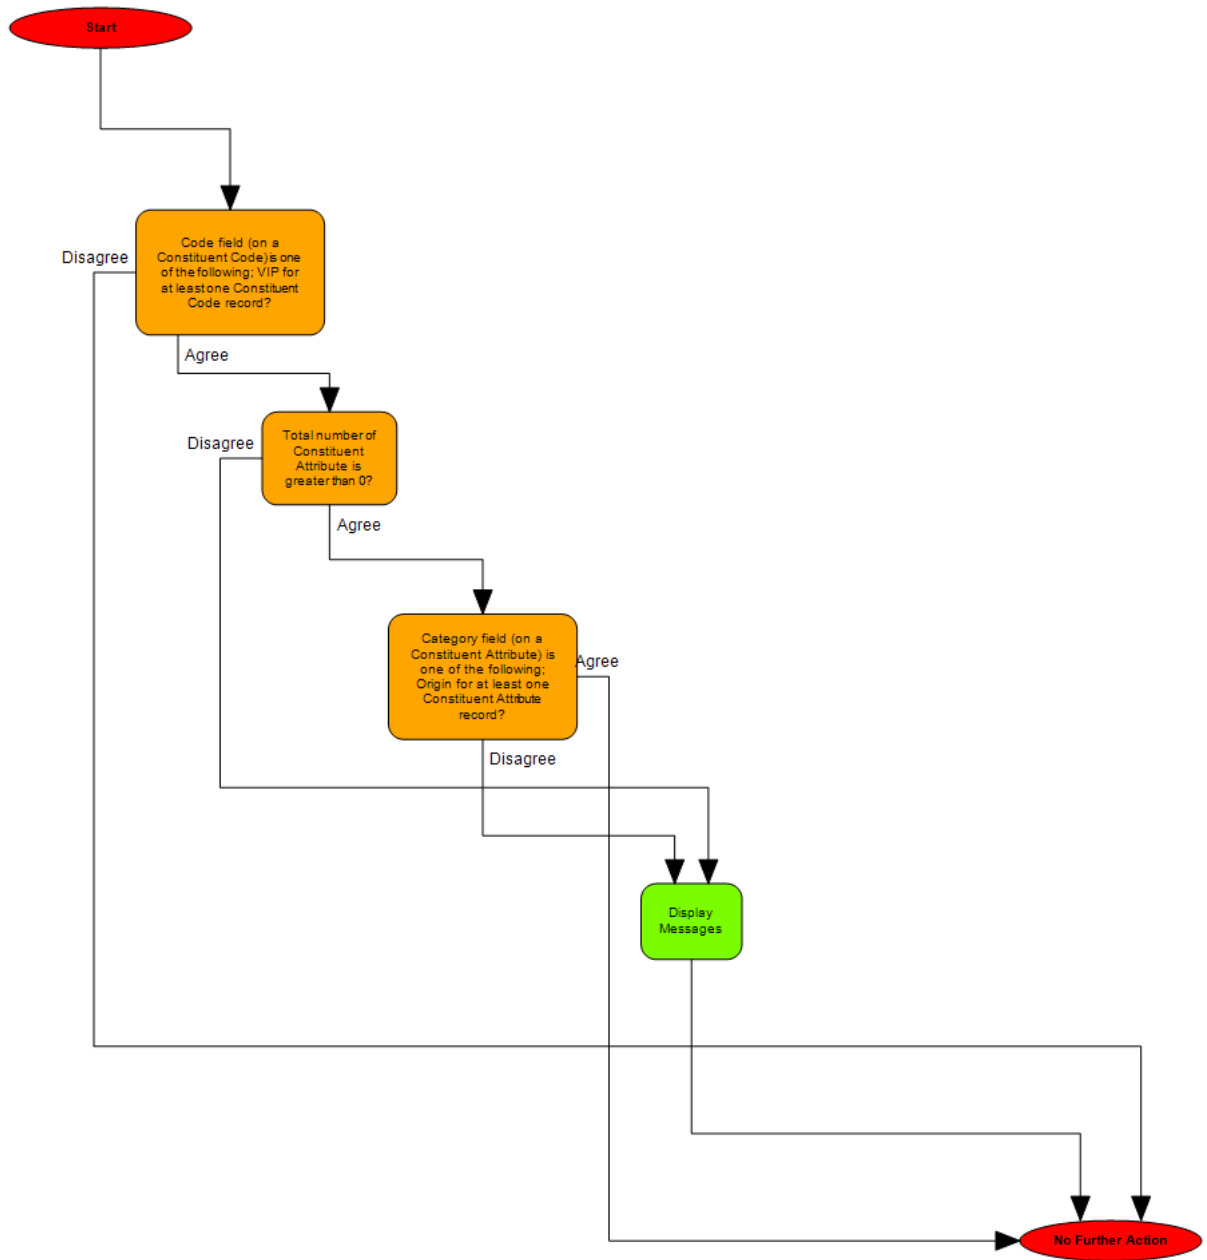 Start
Code field (on a
Constituent Code) is one
of the following; VIP for
at least one Constituent
Code record?
Disagree
Agree
Total number of
Constituent
Attribute is
greater than 0?
Disagree
Agree
Category field (on a
Constituent Attribute) is
one of the following;
Origin for at least one
Constituent Attribute
record?
Agree
Disagree
Display
Messages
No Further Action